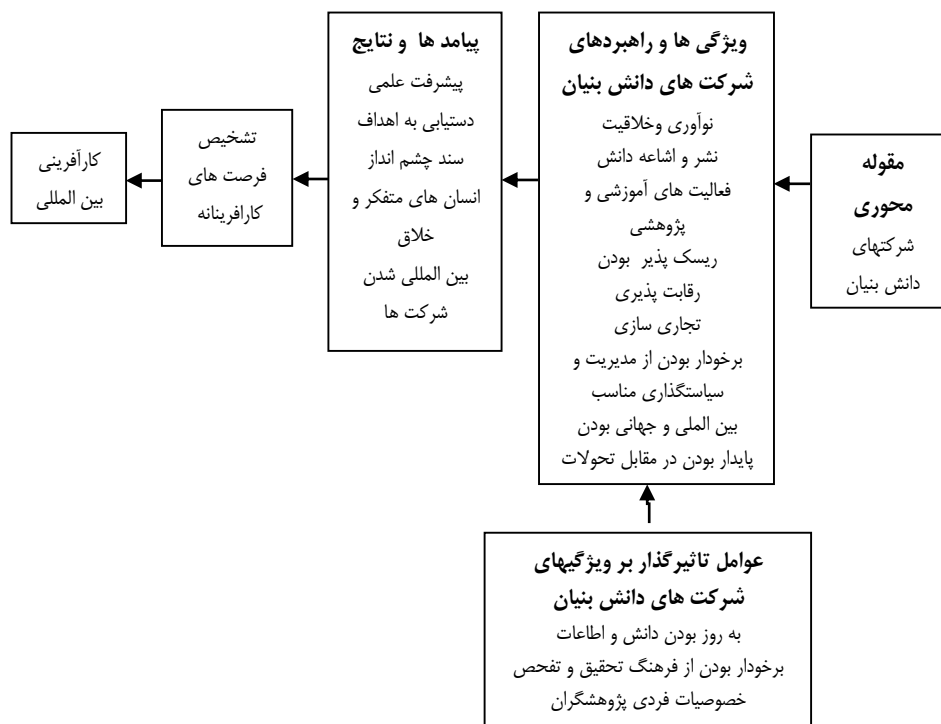 مقوله
محوری
شرکتهای
دانش بنیان
ویژگی ها و راهبردهای
شرکت های دانش بنیان
نوآوری وخلاقیت
نشر و اشاعه دانش
فعالیت های آموزشی و
پژوهشی
ریسک پذیر بودن
رقابت پذیری
تجاری سازی
برخودار بودن از مدیریت و
سیاستگذاری مناسب
بین الملی و جهانی بودن
پایدار بودن در مقابل تحولات
عوامل تاثیرگذار بر ویژگیهای
شرکت های دانش بنیان
به روز بودن دانش و اطاعات
برخودار بودن از فرهنگ تحقیق و تفحص
خصوصیات فردی پژوهشگران
پیامد ها و نتایج
پیشرفت علمی
دستیابی به اهداف
سند چشم انداز
انسان های متفکر و
خلاق
بین المللی شدن
شرکت ها
تشخیص
فرصت های
کارافرینانه
کارآفرینی
بین المللی